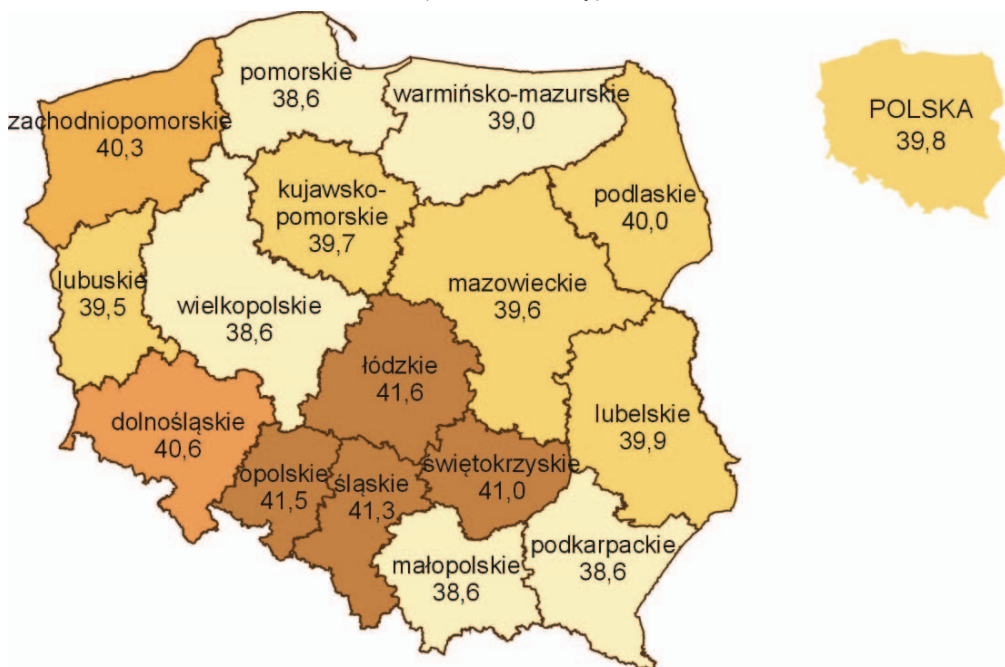 pomorskie
38,6
warmińsko-mazurskie
39,0
zachodniopomorskie
40,3
POLSKA
39,8
kujawsko-
pomorskie
39,7
podlaskie
40,0
lubuskie
39,5
wielkopolskie
38,6
mazowieckie
39,6
łódzkie
41,6
dolnośląskie
40,6
lubelskie
39,9
opolskie
41,5
śląskie
41,3
świętokrzyskie
41,0
małopolskie
38,6
podkarpackie
38,6